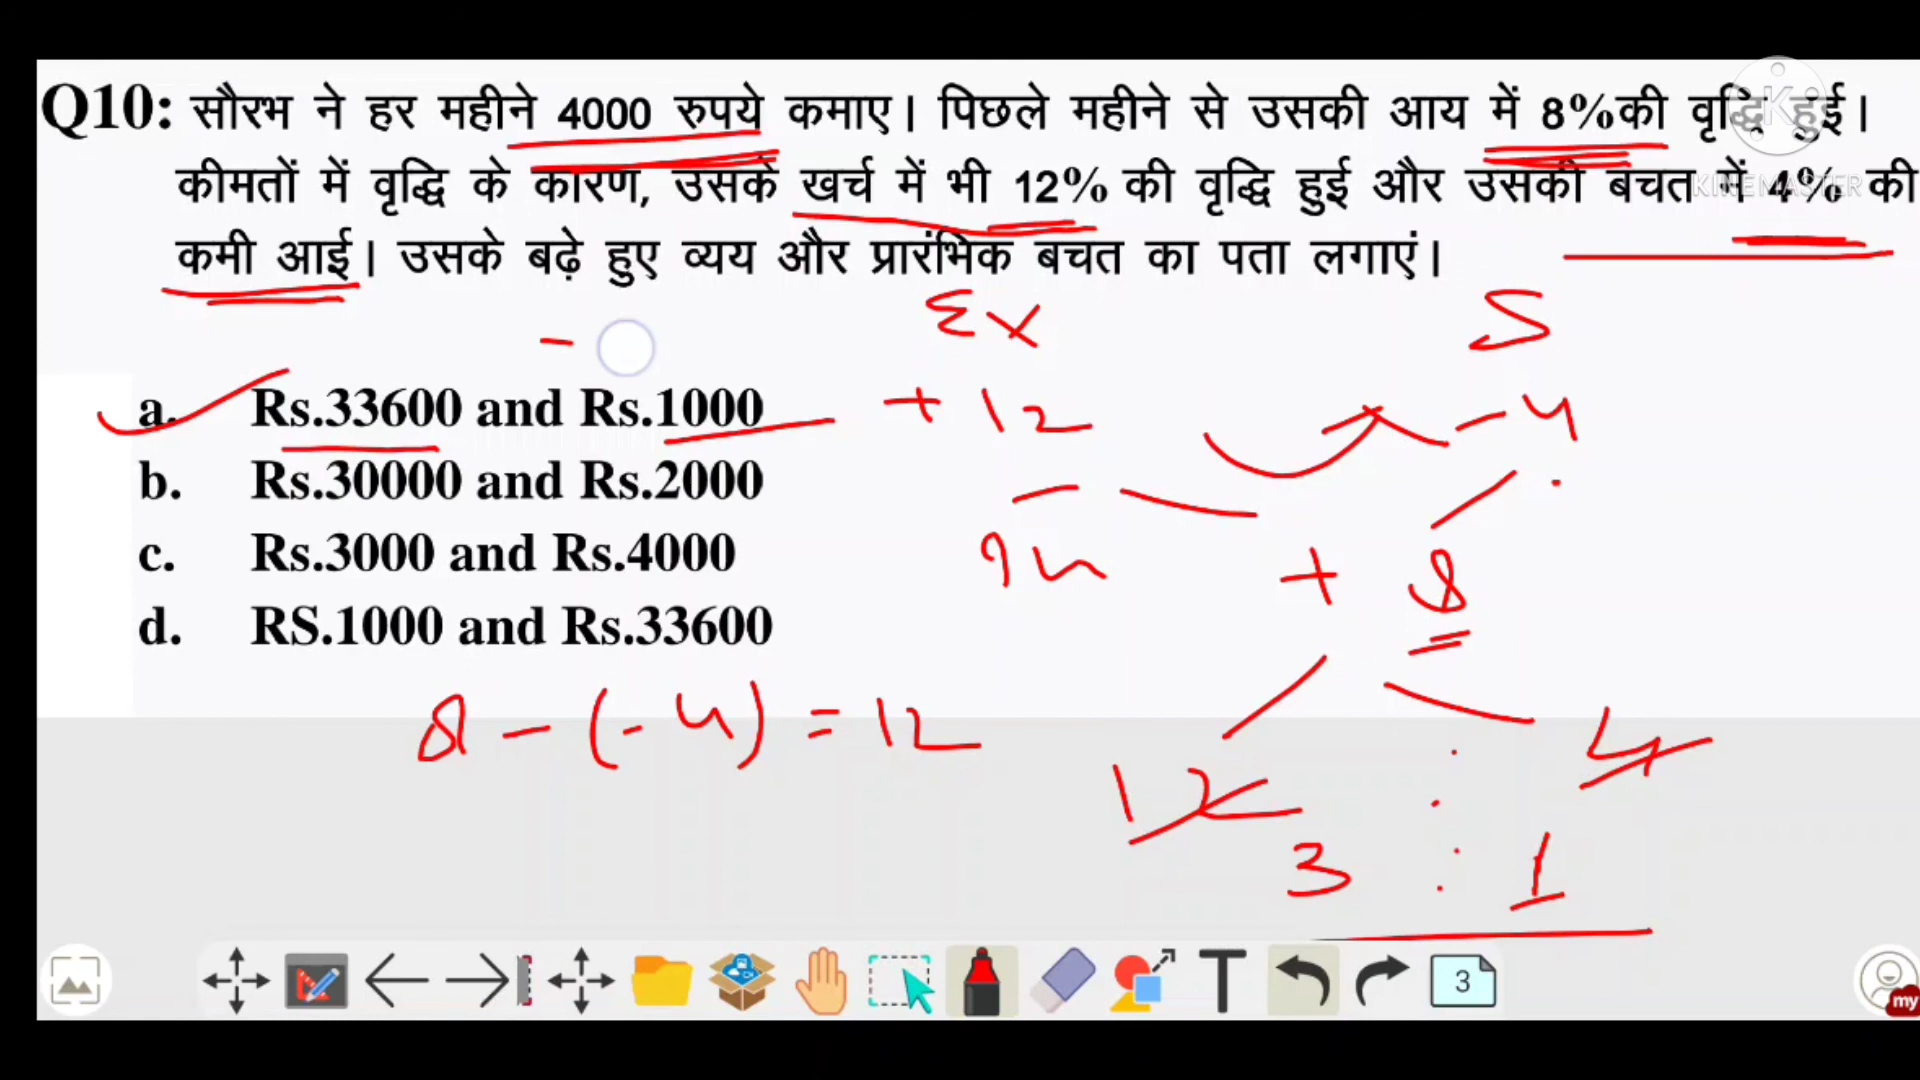 Q10: सौरभ ने हर महीने 4000 रुपये कमाए। पिछले महीने से उसकी आय में 8%की वृद्धि हुई।
कीमतों में वृद्धि के कारण, उसके खर्च में भी 12% की वृद्धि हुई और उसकी बचत में 4% की
कमी आई। उसके बढ़े हुए व्यय और प्रारंभिक बचत का पता लगाएं।
KINEMASTER
Ex S
a. Rs.33600 and Rs.1000
+ 12 - 4
b. Rs.30000 and Rs.2000
c. Rs.3000 and Rs.4000
In + 8
d. RS.1000 and Rs.33600
8 - (- 4) = 12
12 : 4
3 : 1
T 3
my